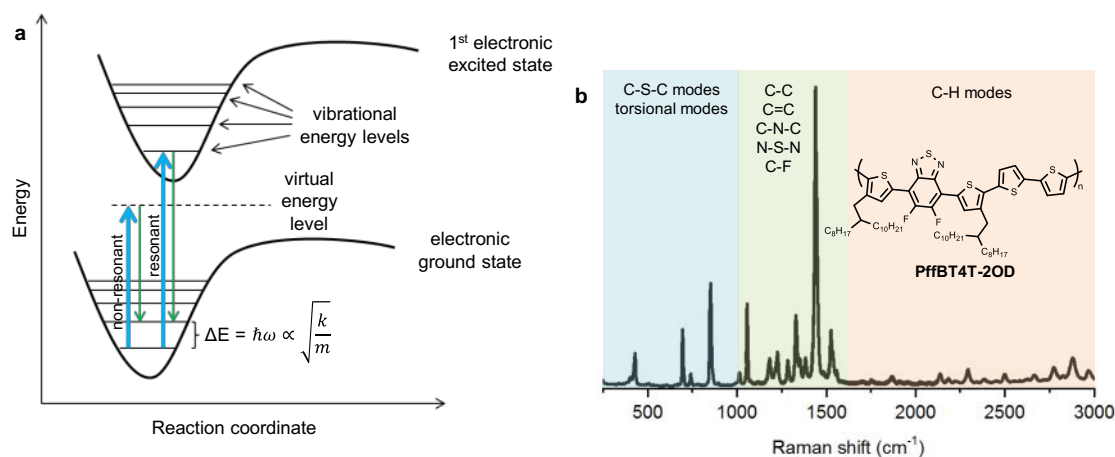 a
1st electronic
excited state
vibrational
energy levels
virtual
energy
level
electronic
ground state
non-resonant
resonant
ΔE = ℏω ∝ √(k/m)
Energy
Reaction coordinate
b
C-S-C modes
torsional modes
C-C
C=C
C-N-C
N-S-N
C-F
C-H modes
S
N N
S S S S
n
F F
C8H17
C10H21
C10H21
C8H17
PffBT4T-2OD
500 1000 1500 2000 2500 3000
Raman shift (cm-1)